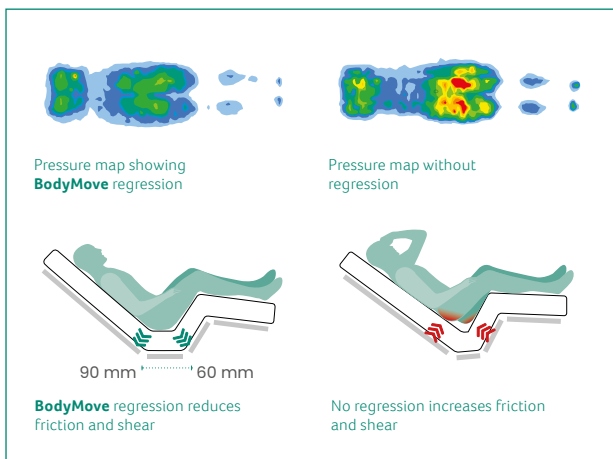 Pressure map showing
BodyMove regression
Pressure map without
regression
90 mm 60 mm
BodyMove regression reduces
friction and shear
No regression increases friction
and shear